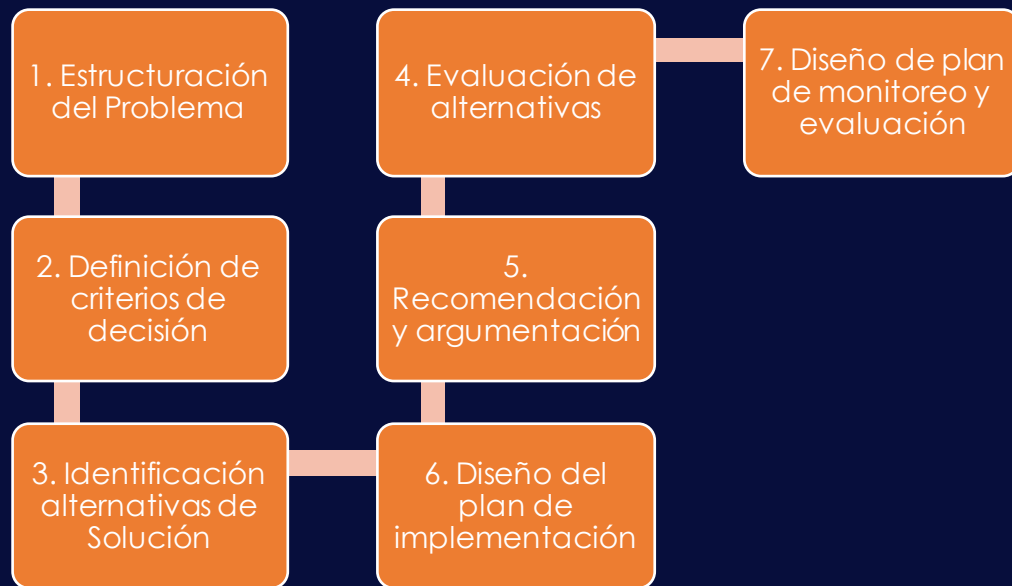 1. Estructuración
del Problema
2. Definición de
criterios de
decisión
3. Identificación
alternativas de
Solución
4. Evaluación de
alternativas
5.
Recomendación
y argumentación
6. Diseño del
plan de
implementación
7. Diseño de plan
de monitoreo y
evaluación